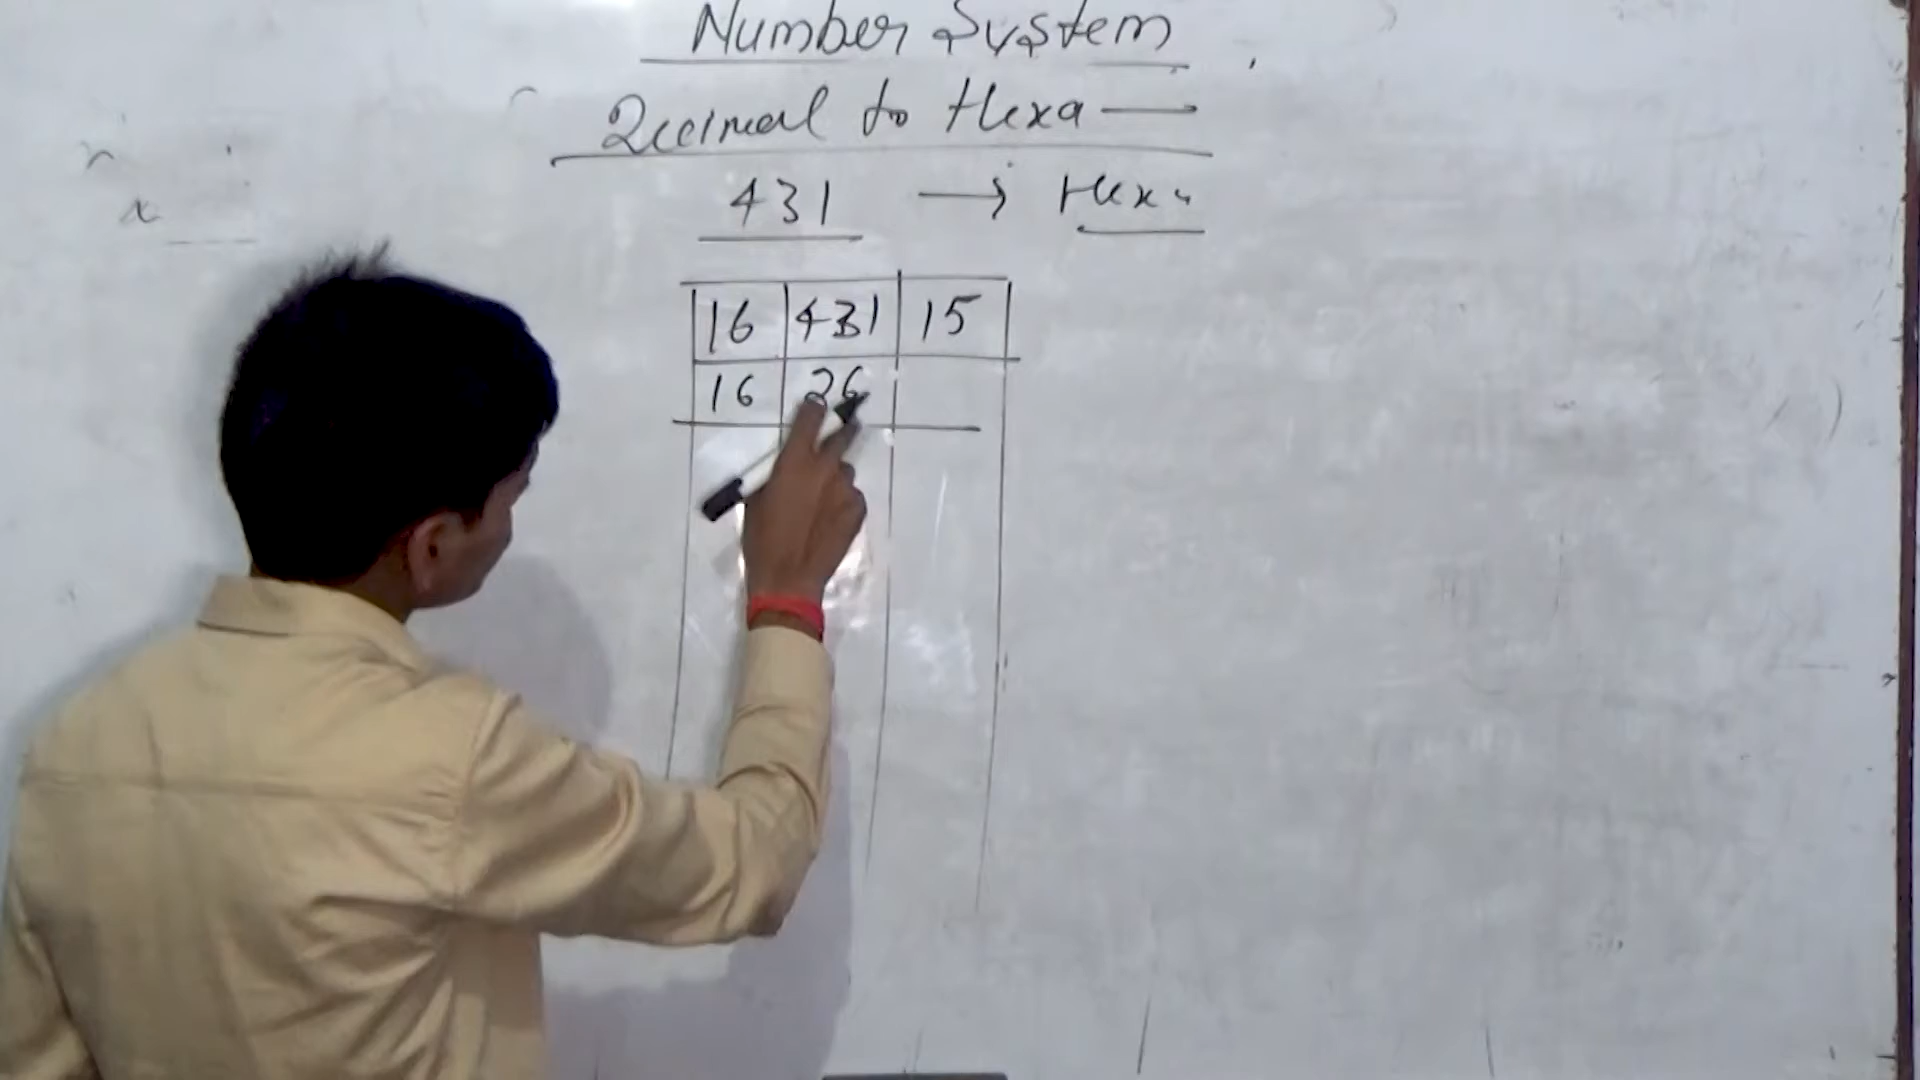 Number System
Decimal to Hexa
431 → Hexa
16 431 15
16 26